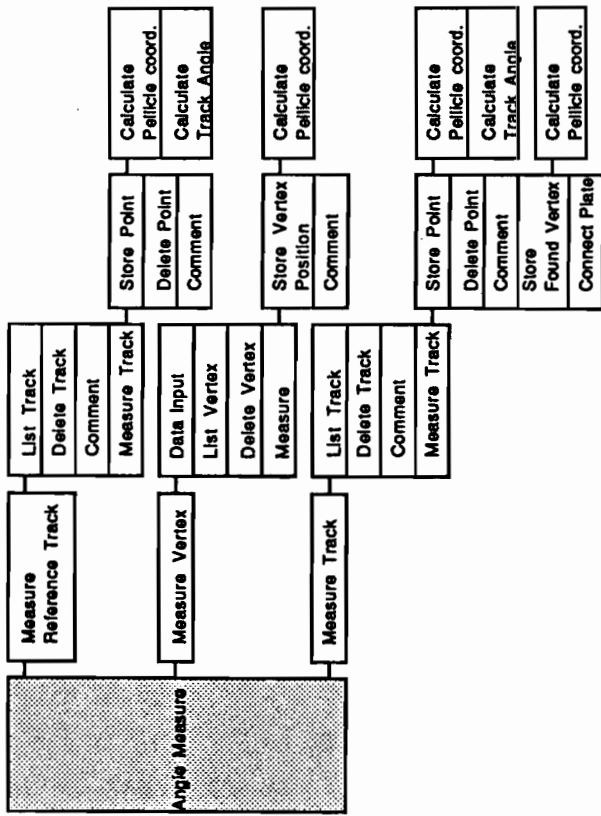 Angle Measure
Measure
Reference Track
List Track
Delete Track
Comment
Measure Track
Store Point
Delete Point
Comment
Calculate
Pellicle coord.
Calculate
Track Angle
Measure Vertex
Data Input
List Vertex
Delete Vertex
Measure
Store Vertex
Position
Comment
Calculate
Pellicle coord.
Measure Track
List Track
Delete Track
Comment
Measure Track
Store Point
Delete Point
Comment
Store
Found Vertex
Connect Plate
Calculate
Pellicle coord.
Calculate
Track Angle
Calculate
Pellicle coord.